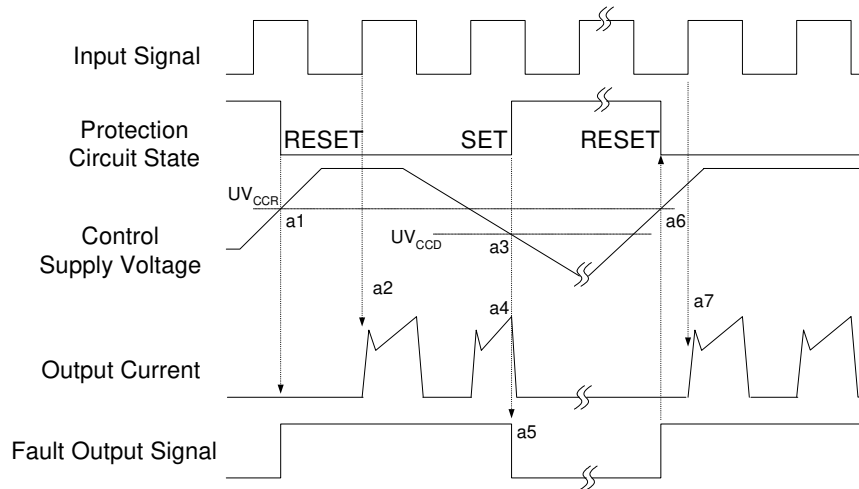 Input Signal
Protection
Circuit State
RESET
SET
RESET
UVCCR
a1
a6
Control
Supply Voltage
UVCCD
a3
a2
a4
a7
Output Current
a5
Fault Output Signal